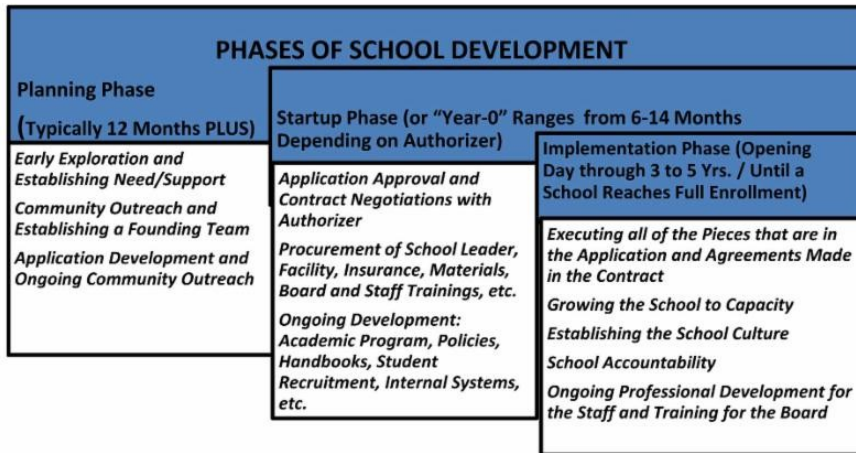 PHASES OF SCHOOL DEVELOPMENT
Planning Phase
(Typically 12 Months PLUS)
Early Exploration and
Establishing Need/Support
Community Outreach and
Establishing a Founding Team
Application Development and
Ongoing Community Outreach
Startup Phase (or “Year-0” Ranges from 6-14 Months
Depending on Authorizer)
Application Approval and
Contract Negotiations with
Authorizer
Procurement of School Leader,
Facility, Insurance, Materials,
Board and Staff Trainings, etc.
Ongoing Development:
Academic Program, Policies,
Handbooks, Student
Recruitment, Internal Systems,
etc.
Implementation Phase (Opening
Day through 3 to 5 Yrs. / Until a
School Reaches Full Enrollment)
Executing all of the Pieces that are in
the Application and Agreements Made
in the Contract
Growing the School to Capacity
Establishing the School Culture
School Accountability
Ongoing Professional Development for
the Staff and Training for the Board